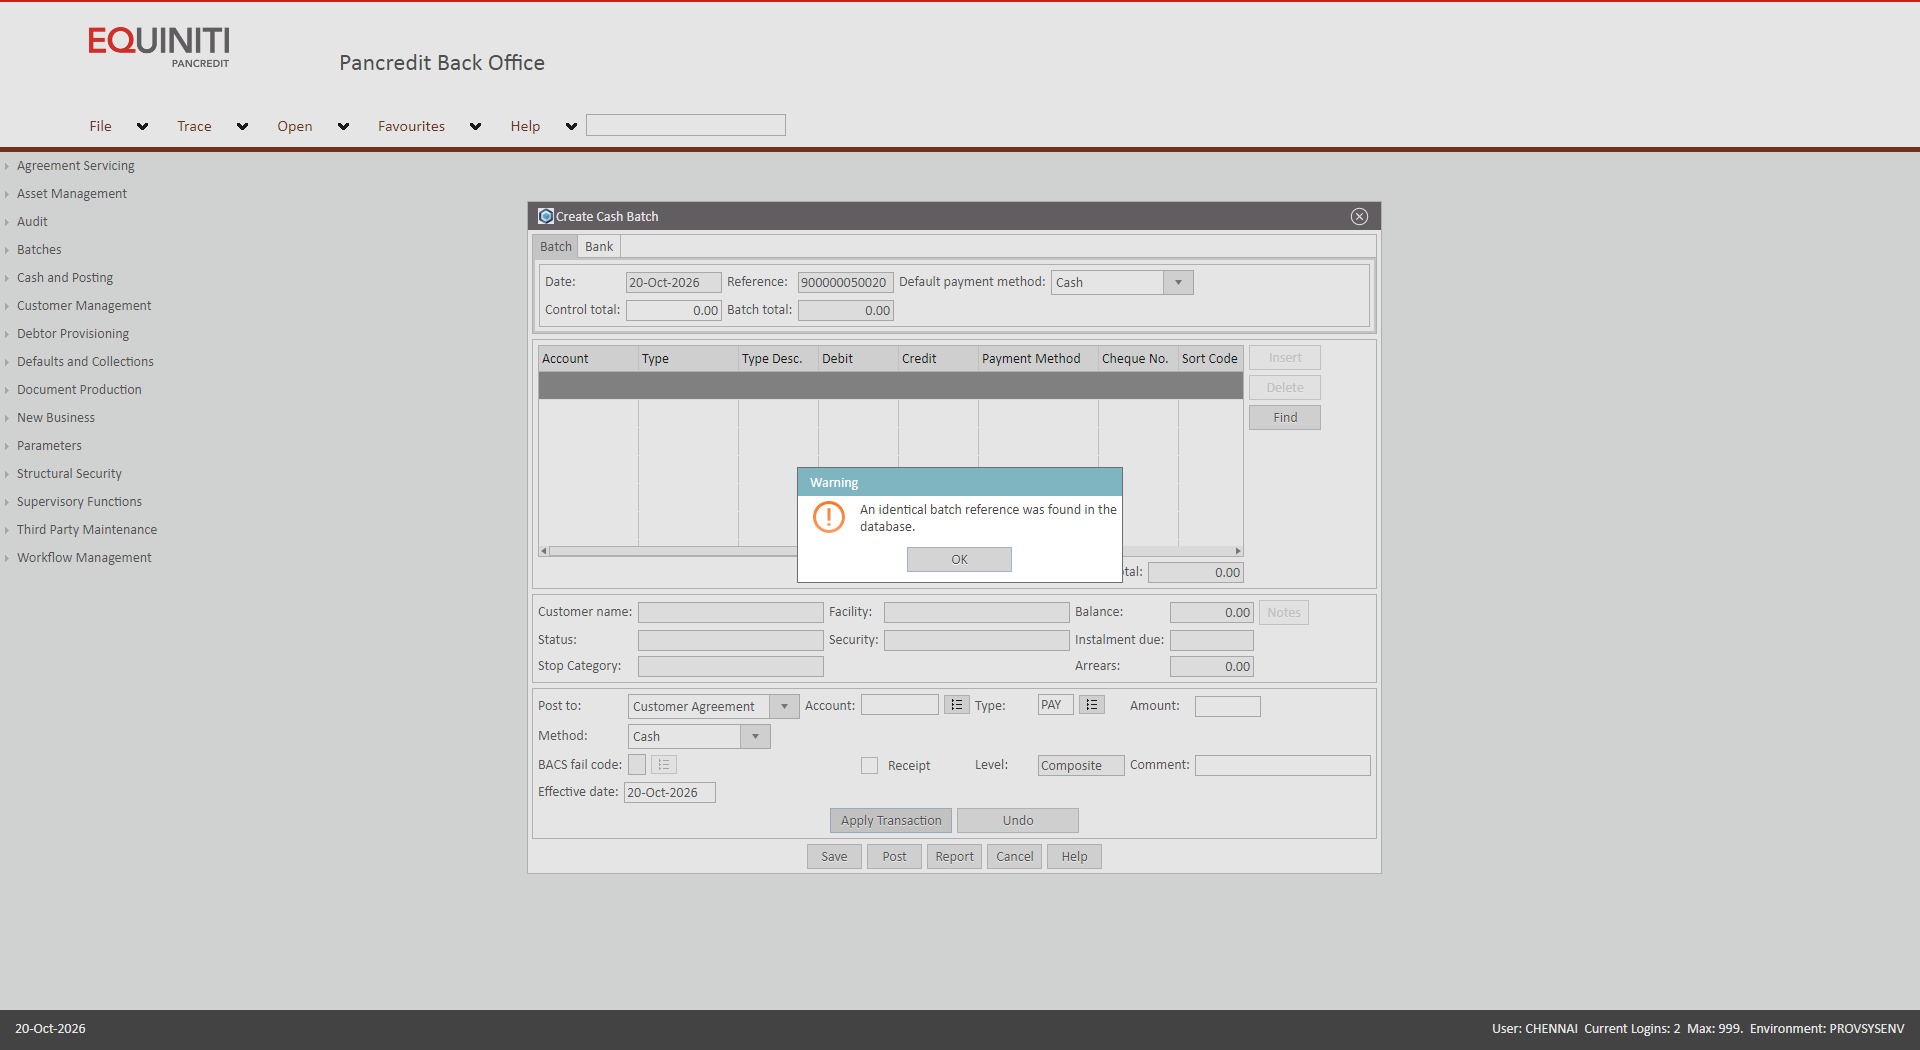 EQUINITI
PANCREDIT
Pancredit Back Office
File Trace Open Favourites Help
Agreement Servicing
Asset Management
Audit
Batches
Cash and Posting
Customer Management
Debtor Provisioning
Defaults and Collections
Document Production
New Business
Parameters
Structural Security
Supervisory Functions
Third Party Maintenance
Workflow Management
Create Cash Batch
Batch Bank
Date: 20-Oct-2026 Reference: 900000050020 Default payment method: Cash
Control total: 0.00 Batch total: 0.00
Account Type Type Desc. Debit Credit Payment Method Cheque No. Sort Code
Insert
Delete
Find
Warning
An identical batch reference was found in the
database.
OK
tal: 0.00
Customer name: Facility: Balance: 0.00 Notes
Status: Security: Instalment due:
Stop Category: Arrears: 0.00
Post to: Customer Agreement Account: Type: PAY Amount:
Method: Cash
BACS fail code: Receipt Level: Composite Comment:
Effective date: 20-Oct-2026
Apply Transaction Undo
Save Post Report Cancel Help
20-Oct-2026 User: CHENNAI Current Logins: 2 Max: 999. Environment: PROVSYSENV